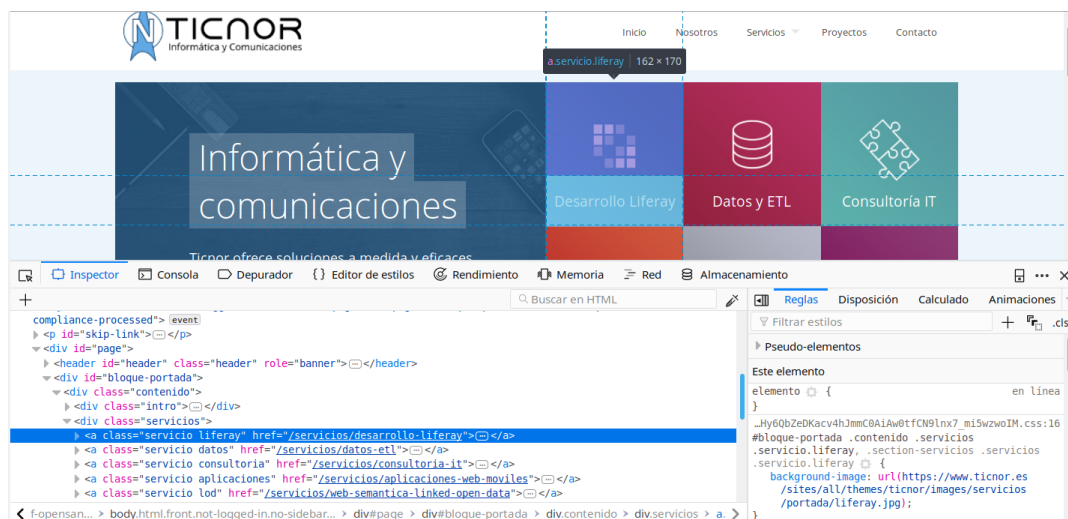 TICNOR
Informática y Comunicaciones
Inicio Nosotros Servicios Proyectos Contacto
a.servicio.liferay 162 × 170
Informática y
comunicaciones
Desarrollo Liferay Datos y ETL Consultoría IT
Ticnor ofrece soluciones a medida y eficaces
Inspector Consola Depurador {} Editor de estilos Rendimiento Memoria Red Almacenamiento
+ Buscar en HTML Reglas Disposición Calculado Animaciones
compliance-processed"> event
<p id="skip-link"></p>
<div id="page">
<header id="header" class="header" role="banner"></header>
<div id="bloque-portada">
<div class="contenido">
<div class="intro"></div>
<div class="servicios">
<a class="servicio liferay" href="/servicios/desarrollo-liferay"></a>
<a class="servicio datos" href="/servicios/datos-etl"></a>
<a class="servicio consultoria" href="/servicios/consultoria-it"></a>
<a class="servicio aplicaciones" href="/servicios/aplicaciones-web-moviles"></a>
<a class="servicio lod" href="/servicios/web-semantica-linked-open-data"></a>
f-opensan... > body.html.front.not-logged-in.no-sidebar... > div#page > div#bloque-portada > div.contenido > div.servicios > a.
Filtrar estilos + .cls
Pseudo-elementos
Este elemento
elemento { en línea
}
…Hy6QbZeDKacv4hJmmC0AiAw0tfCN9lnx7_mi5wzwoIM.css:16
#bloque-portada .contenido .servicios
.servicio.liferay, .section-servicios .servicios
.servicio.liferay {
background-image: url(https://www.ticnor.es
/sites/all/themes/ticnor/images/servicios
/portada/liferay.jpg);
}